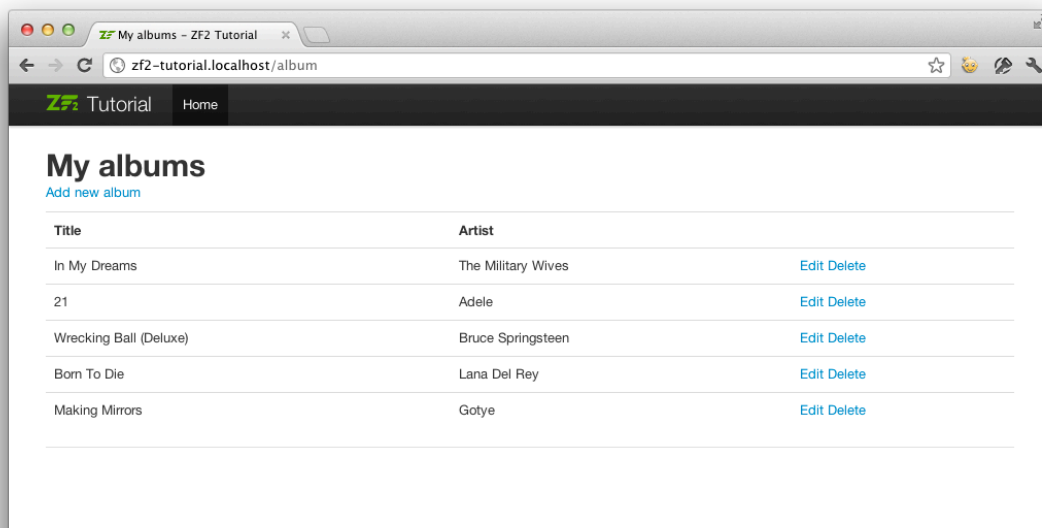 ZF2 My albums – ZF2 Tutorial
zf2-tutorial.localhost/album
ZF2 Tutorial Home
My albums
Add new album
Title Artist
In My Dreams The Military Wives Edit Delete
21 Adele Edit Delete
Wrecking Ball (Deluxe) Bruce Springsteen Edit Delete
Born To Die Lana Del Rey Edit Delete
Making Mirrors Gotye Edit Delete